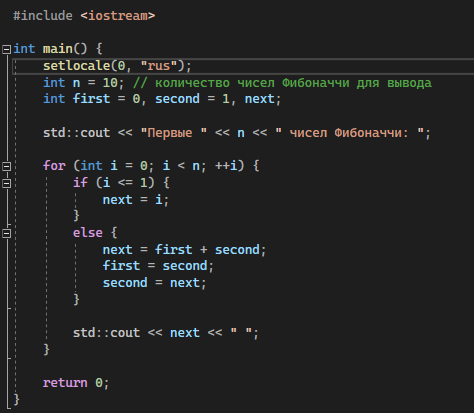 #include <iostream>
int main() {
    setlocale(0, "rus");
    int n = 10; // количество чисел Фибоначчи для вывода
    int first = 0, second = 1, next;
    std::cout << "Первые " << n << " чисел Фибоначчи: ";
    for (int i = 0; i < n; ++i) {
        if (i <= 1) {
            next = i;
        }
        else {
            next = first + second;
            first = second;
            second = next;
        }
        std::cout << next << " ";
    }
    return 0;
}